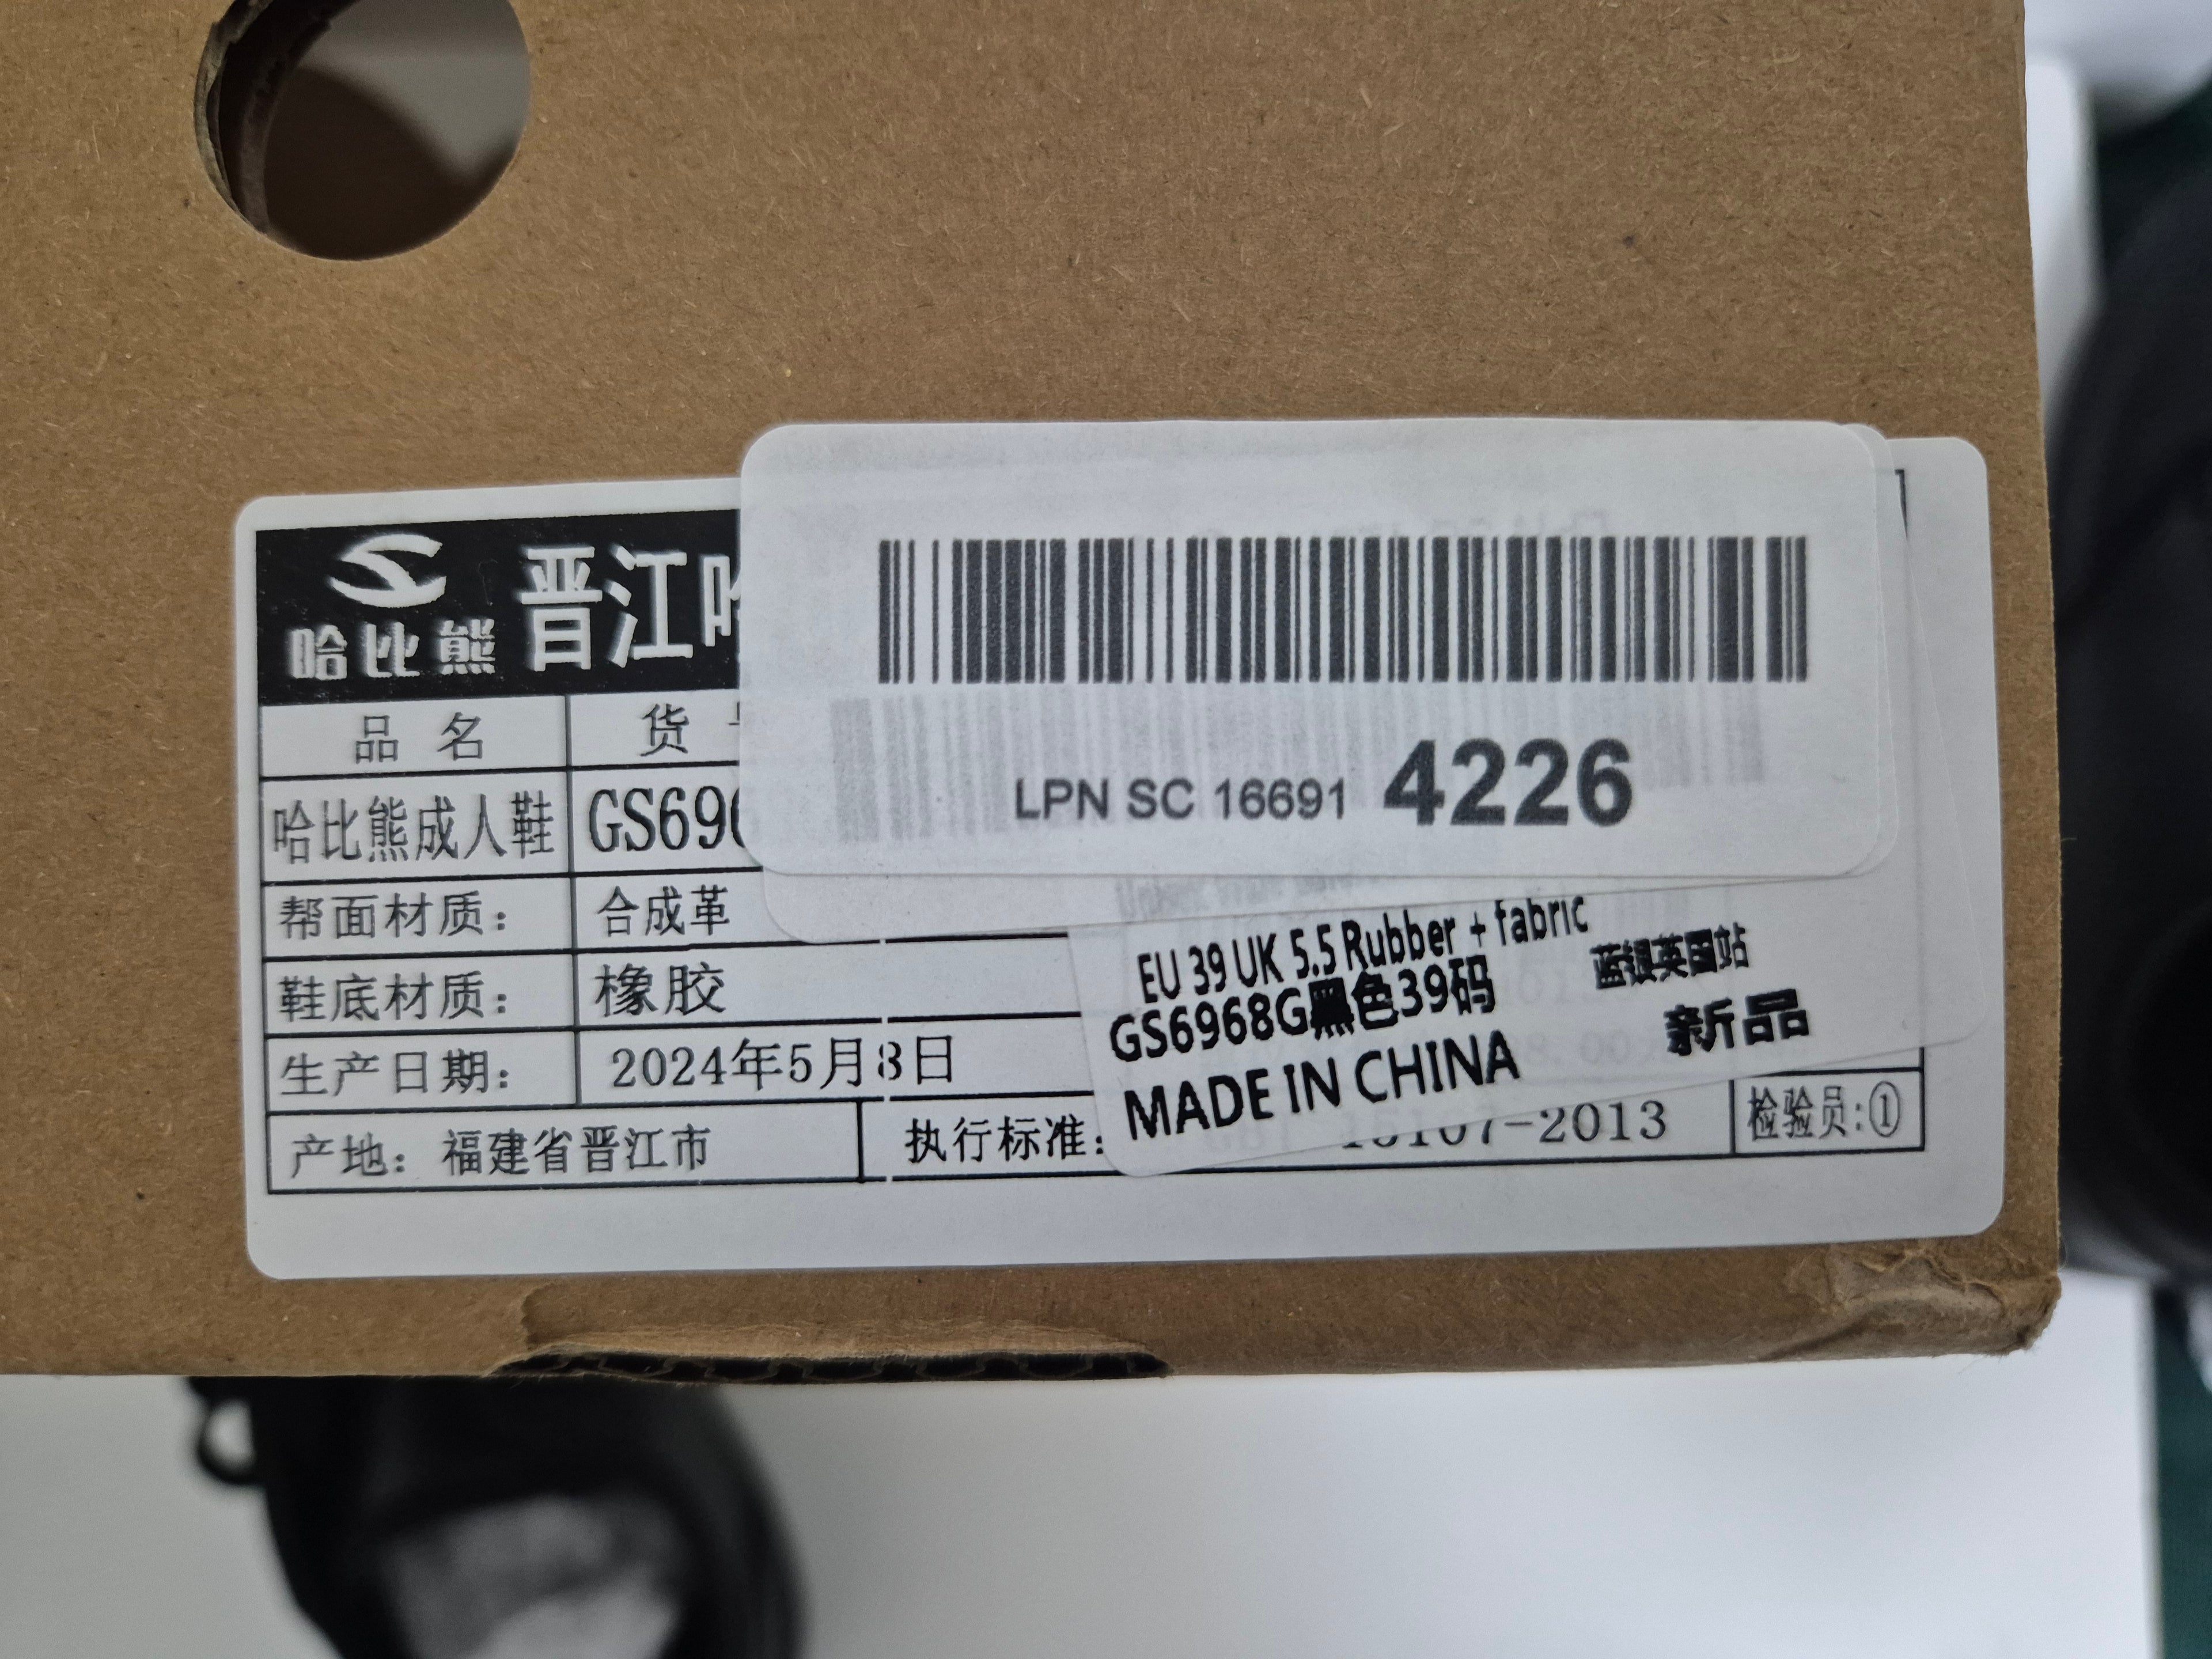 哈比熊 晋江
品 名 货
哈比熊成人鞋 GS696
帮面材质： 合成革
鞋底材质： 橡胶
生产日期： 2024年5月8日
产地：福建省晋江市 执行标准： 15107-2013 检验员:①
LPN SC 16691 4226
EU 39 UK 5.5 Rubber + fabric
蓝银英国站
GS6968G黑色39码
新品
MADE IN CHINA